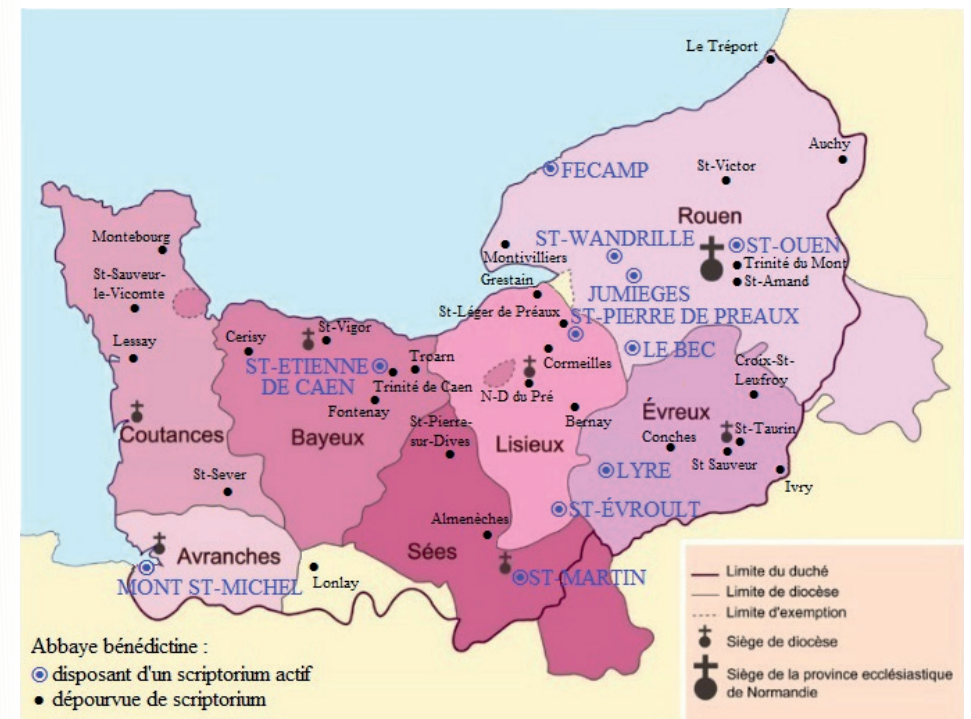 Le Tréport
Auchy
FECAMP
St-Victor
Rouen
ST-WANDRILLE
ST-OUEN
Montivilliers
Trinité du Mont
St-Amand
JUMIEGES
Grestain
Montebourg
St-Sauveur-
le-Vicomte
St-Léger de Préaux
ST-PIERRE DE PREAUX
Cerisy
St-Vigor
LE BEC
Lessay
ST-ETIENNE
DE CAEN
Troarn
Trinité de Caen
Cormeilles
Croix-St-
Leufroy
N-D du Pré
Fontenay
Bernay
Évreux
Coutances
Bayeux
St-Pierre-
sur-Dives
Lisieux
Conches
St-Taurin
St Sauveur
LYRE
Ivry
St-Sever
ST-ÉVROULT
Almenèches
Avranches
Sées
MONT ST-MICHEL
Lonlay
ST-MARTIN
Abbaye bénédictine :
disposant d'un scriptorium actif
dépourvue de scriptorium
Limite du duché
Limite de diocèse
Limite d'exemption
Siège de diocèse
Siège de la province ecclésiastique
de Normandie